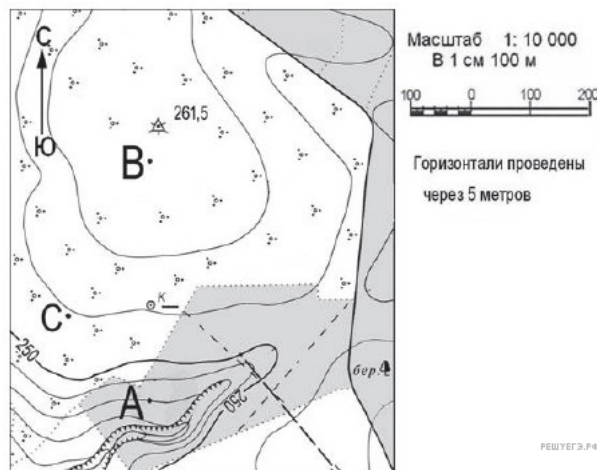 С
Ю
261,5
В
К
С
250
А
250
бер.
Масштаб 1: 10 000
В 1 см 100 м
100 0 100 200
Горизонтали проведены
через 5 метров
РЕШУЕГЭ.РФ